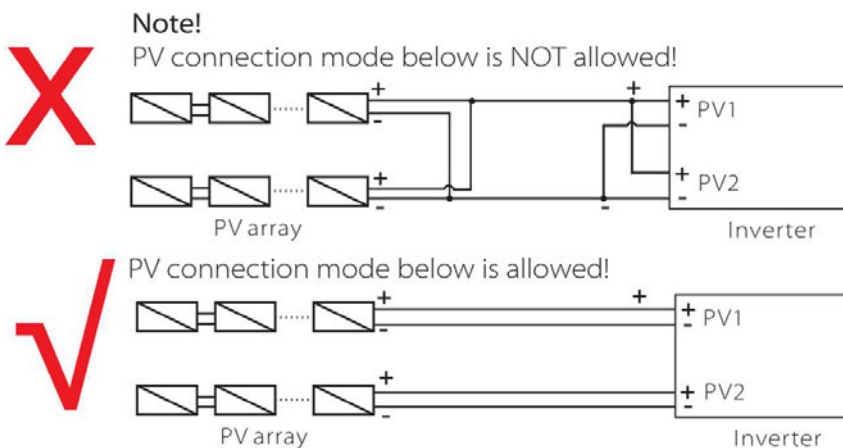 Note!
PV connection mode below is NOT allowed!
+ + + PV1
- -
+ + PV2
- - -
PV array Inverter
PV connection mode below is allowed!
+ + + PV1
- -
+ + PV2
- -
PV array Inverter